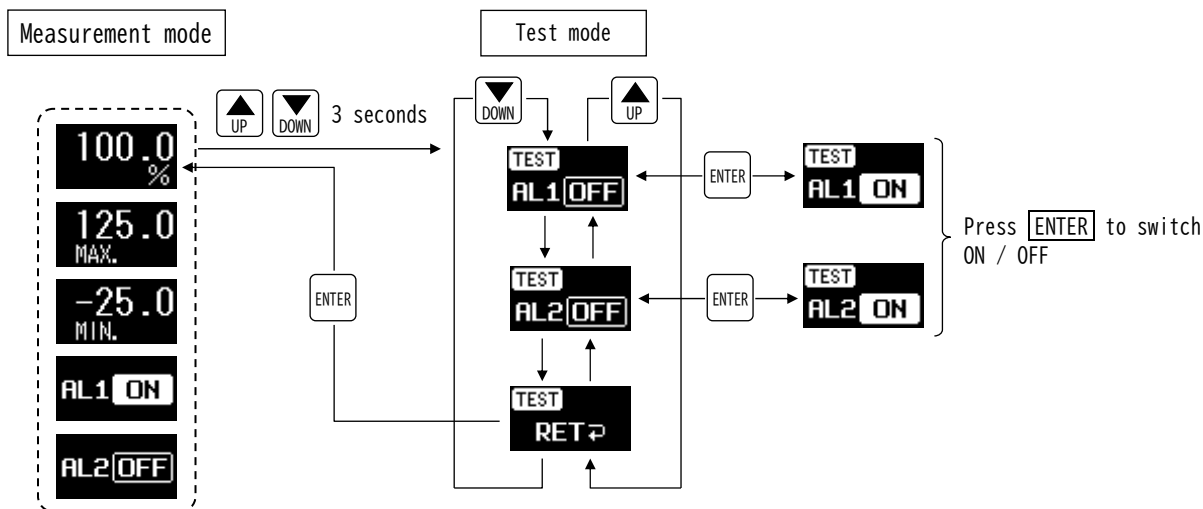 Measurement mode
Test mode
UP
DOWN
3 seconds
DOWN
UP
100.0
%
125.0
MAX.
-25.0
MIN.
AL1 ON
AL2 OFF
ENTER
TEST
AL1 OFF
ENTER
TEST
AL1 ON
TEST
AL2 OFF
ENTER
TEST
AL2 ON
TEST
RET
Press ENTER to switch
ON / OFF